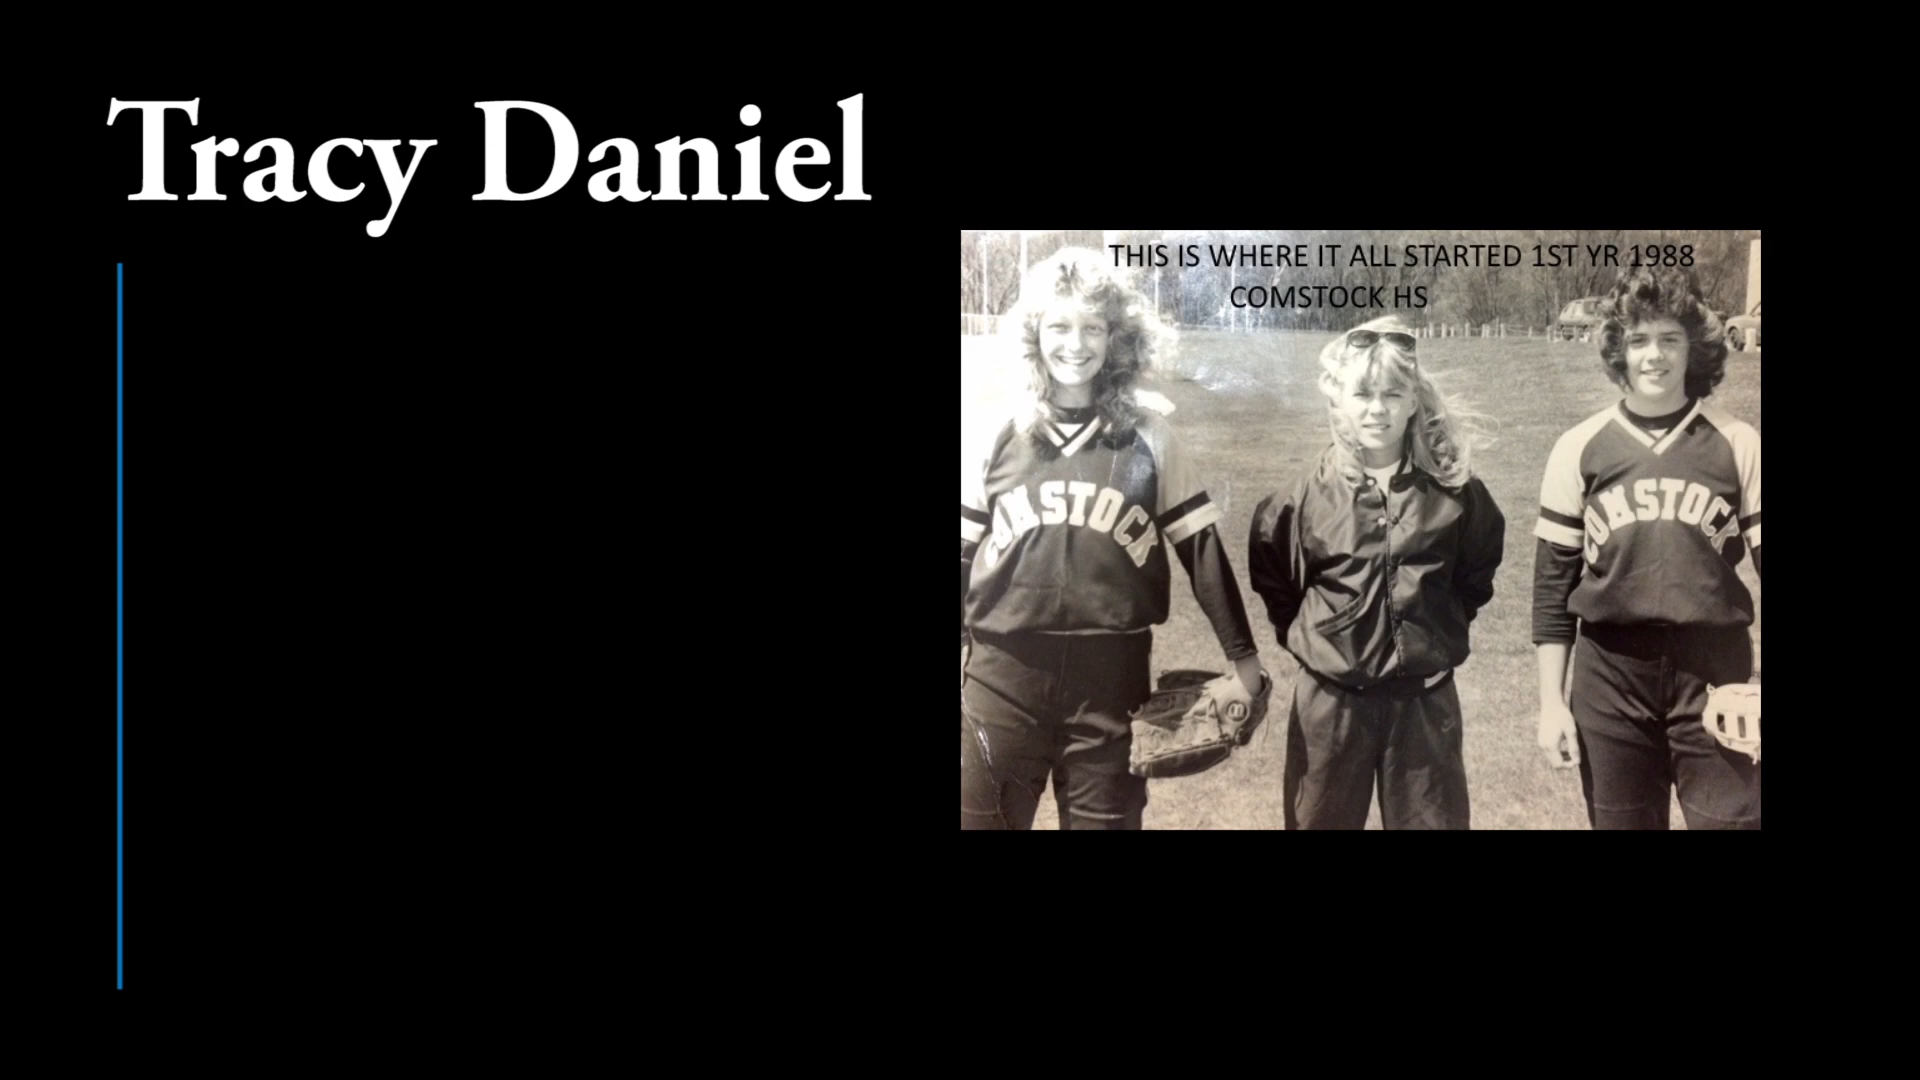 Tracy Daniel
THIS IS WHERE IT ALL STARTED 1ST YR 1988
COMSTOCK HS
COMSTOCK
COMSTOCK